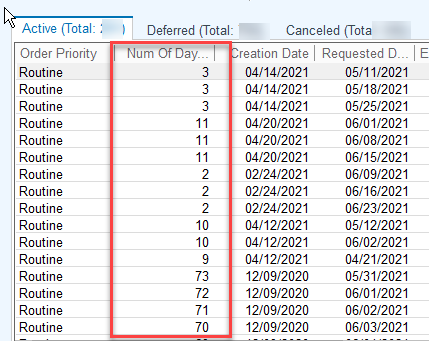 Active (Total: 2 ) Deferred (Total: Canceled (Tota
Order Priority Num Of Day... Creation Date Requested D... E
Routine 3 04/14/2021 05/11/2021
Routine 3 04/14/2021 05/18/2021
Routine 3 04/14/2021 05/25/2021
Routine 11 04/20/2021 06/01/2021
Routine 11 04/20/2021 06/08/2021
Routine 11 04/20/2021 06/15/2021
Routine 2 02/24/2021 06/09/2021
Routine 2 02/24/2021 06/16/2021
Routine 2 02/24/2021 06/23/2021
Routine 10 04/12/2021 05/12/2021
Routine 10 04/12/2021 06/02/2021
Routine 9 04/12/2021 04/21/2021
Routine 73 12/09/2020 05/31/2021
Routine 72 12/09/2020 06/01/2021
Routine 71 12/09/2020 06/02/2021
Routine 70 12/09/2020 06/03/2021